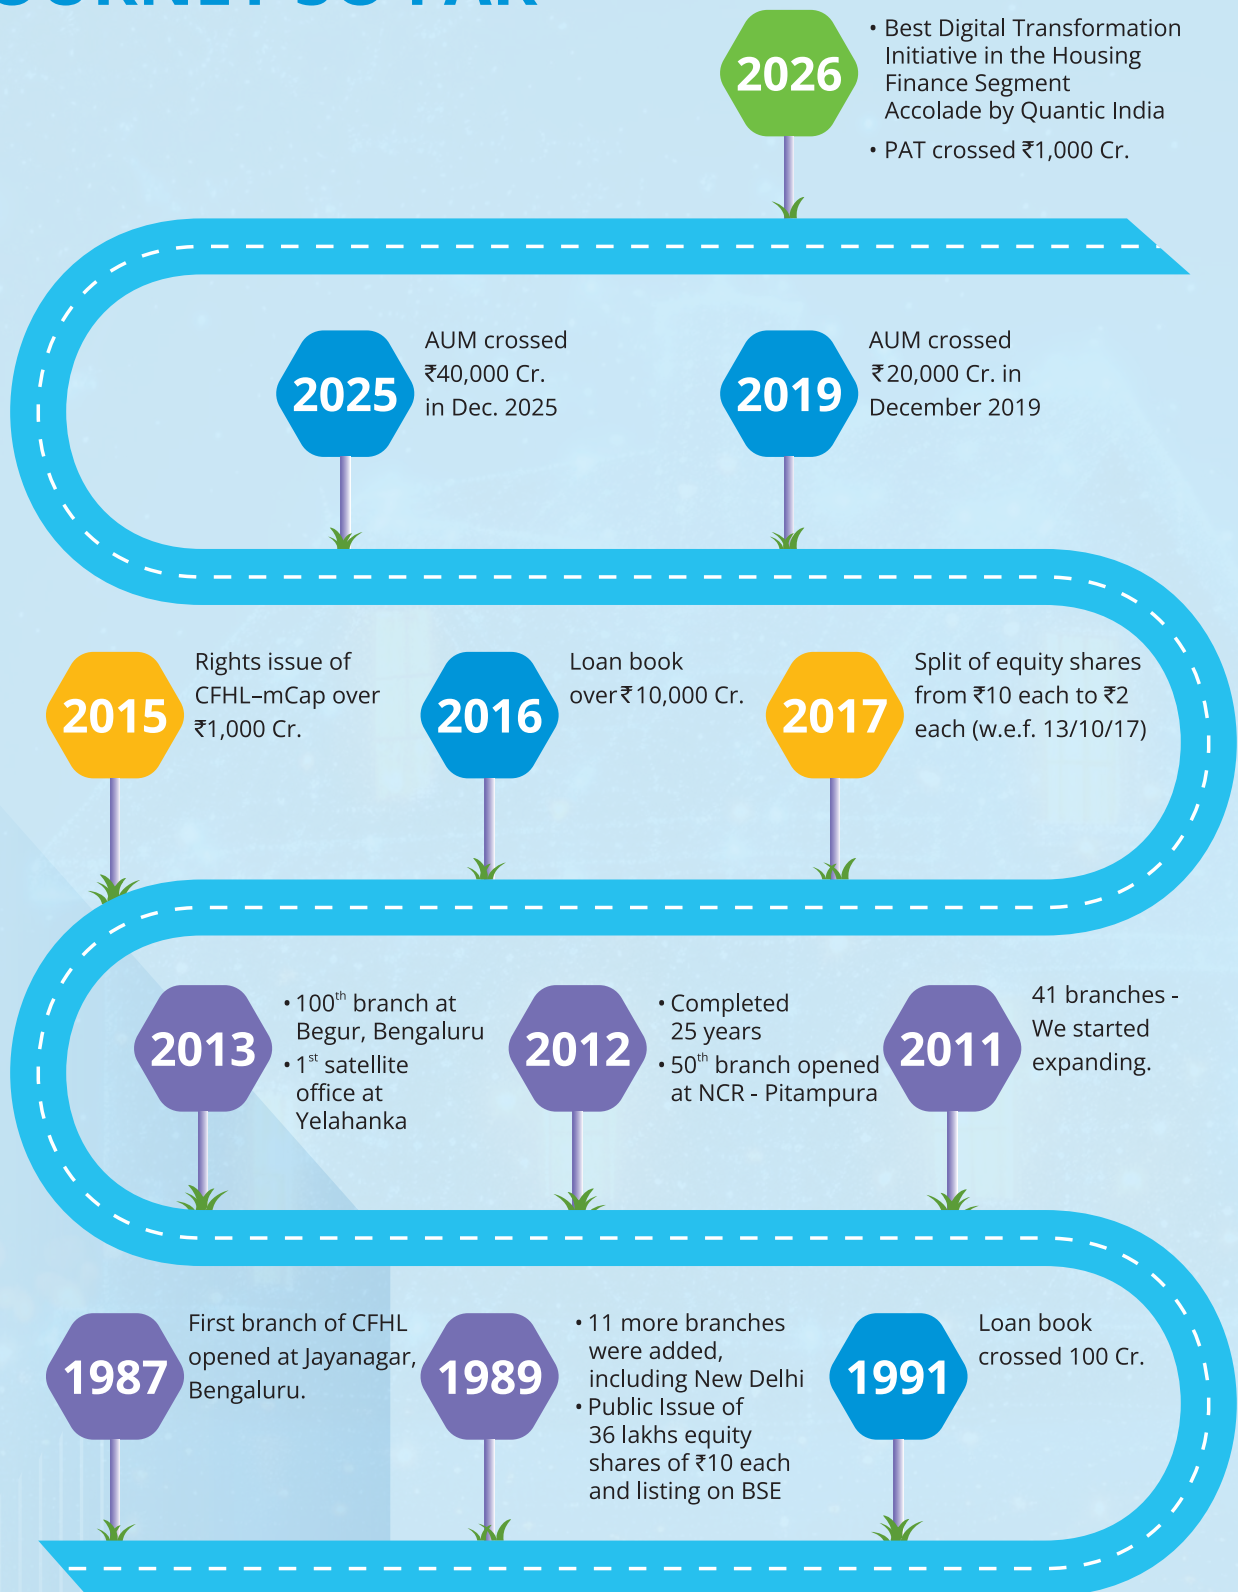 2026
• Best Digital Transformation
Initiative in the Housing
Finance Segment
Accolade by Quantic India
• PAT crossed ₹1,000 Cr.
2025
AUM crossed
₹40,000 Cr.
in Dec. 2025
2019
AUM crossed
₹20,000 Cr. in
December 2019
2015
Rights issue of
CFHL–mCap over
₹1,000 Cr.
2016
Loan book
over ₹10,000 Cr.
2017
Split of equity shares
from ₹10 each to ₹2
each (w.e.f. 13/10/17)
2013
• 100th branch at
Begur, Bengaluru
• 1st satellite
office at
Yelahanka
2012
• Completed
25 years
• 50th branch opened
at NCR - Pitampura
2011
41 branches -
We started
expanding.
1987
First branch of CFHL
opened at Jayanagar,
Bengaluru.
1989
• 11 more branches
were added,
including New Delhi
• Public Issue of
36 lakhs equity
shares of ₹10 each
and listing on BSE
1991
Loan book
crossed 100 Cr.